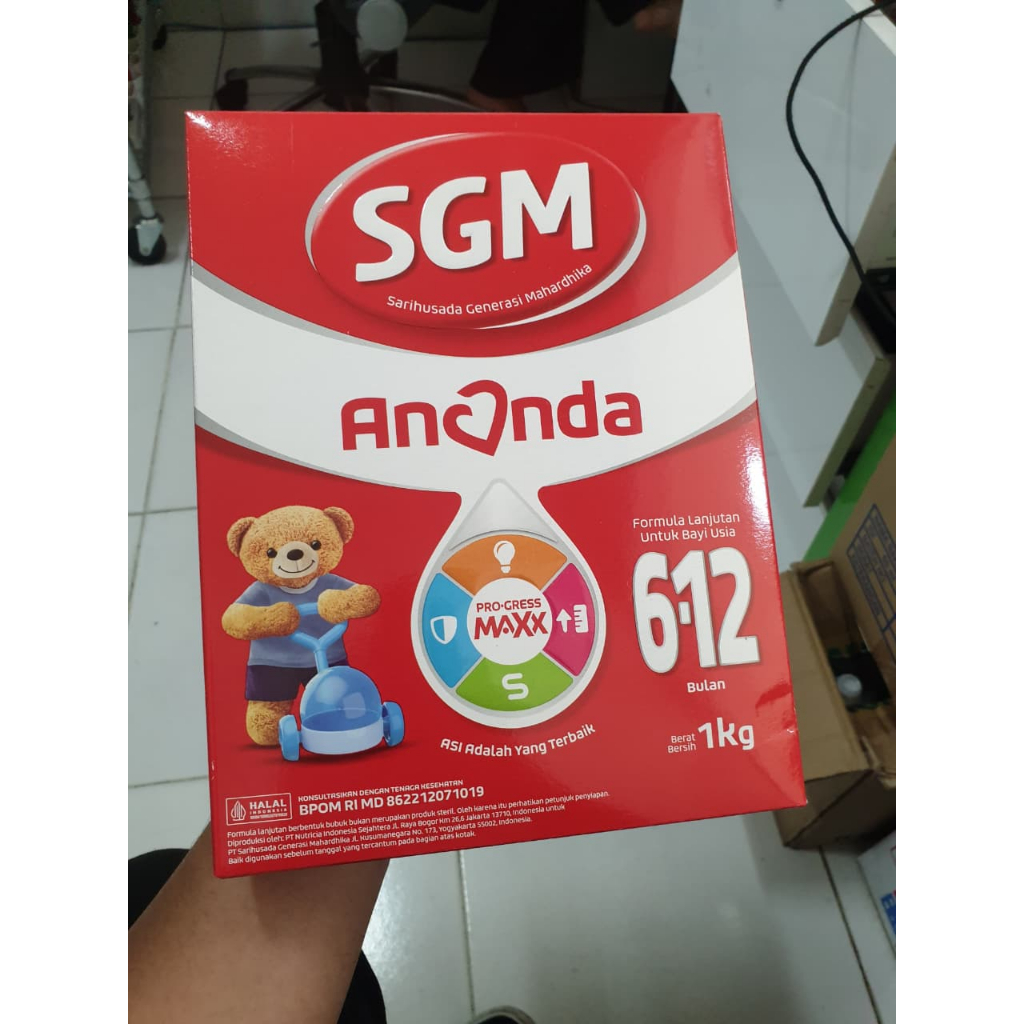 SGM
Sarihusada Generasi Mahardhika
Ananda
Formula Lanjutan
Untuk Bayi Usia
6-12
Bulan
PRO-GRESS
MAXX
S
ASI Adalah Yang Terbaik
Berat
Bersih 1kg
HALAL
INDONESIA
KONSULTASIKAN DENGAN TENAGA KESEHATAN
BPOM RI MD 862212071019
Formula lanjutan berbentuk bubuk bukan merupakan produk steril. Oleh karena itu perhatikan petunjuk penyiapan.
Diproduksi oleh: PT Nutricia Indonesia Sejahtera Jl. Raya Bogor Km 26,6 Jakarta 13710, Indonesia untuk
PT Sarihusada Generasi Mahardhika Jl. Kusumanegara No. 173, Yogyakarta 55002, Indonesia.
Baik digunakan sebelum tanggal yang tercantum pada bagian atas kotak.